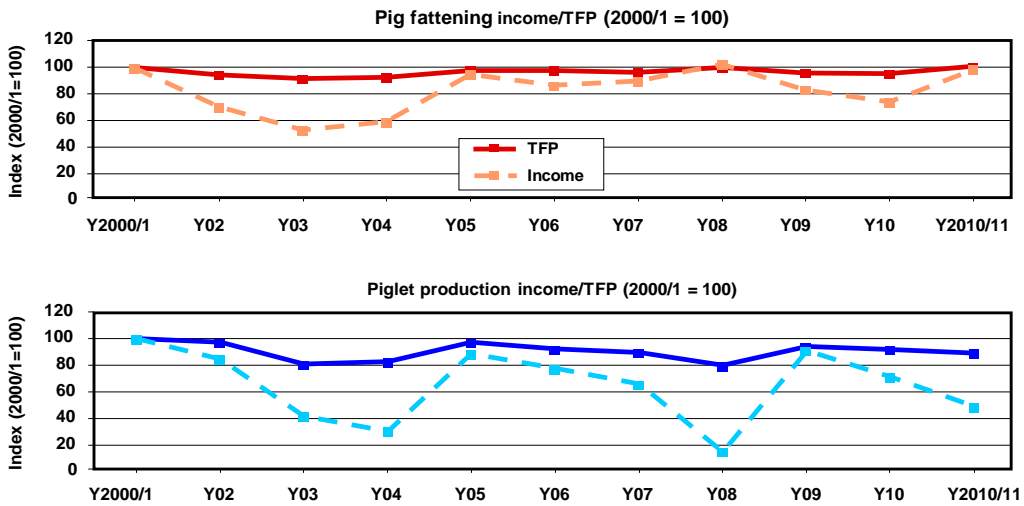 Pig fattening income/TFP (2000/1 = 100)
Index (2000/1=100)
120
100
80
60
40
20
0
TFP
Income
Y2000/1 Y02 Y03 Y04 Y05 Y06 Y07 Y08 Y09 Y10 Y2010/11
Piglet production income/TFP (2000/1 = 100)
Index (2000/1=100)
120
100
80
60
40
20
0
Y2000/1 Y02 Y03 Y04 Y05 Y06 Y07 Y08 Y09 Y10 Y2010/11